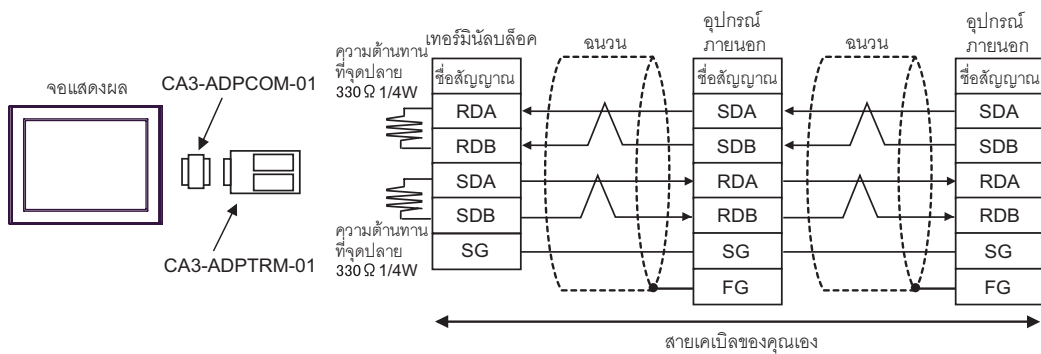 จอแสดงผล
CA3-ADPCOM-01
CA3-ADPTRM-01
ความต้านทาน
ที่จุดปลาย
330Ω 1/4W
ความต้านทาน
ที่จุดปลาย
330Ω 1/4W
เทอร์มินัลบล็อค
ชื่อสัญญาณ
RDA
RDB
SDA
SDB
SG
ฉนวน
อุปกรณ์
ภายนอก
ชื่อสัญญาณ
SDA
SDB
RDA
RDB
SG
FG
ฉนวน
อุปกรณ์
ภายนอก
ชื่อสัญญาณ
SDA
SDB
RDA
RDB
SG
FG
สายเคเบิลของคุณเอง